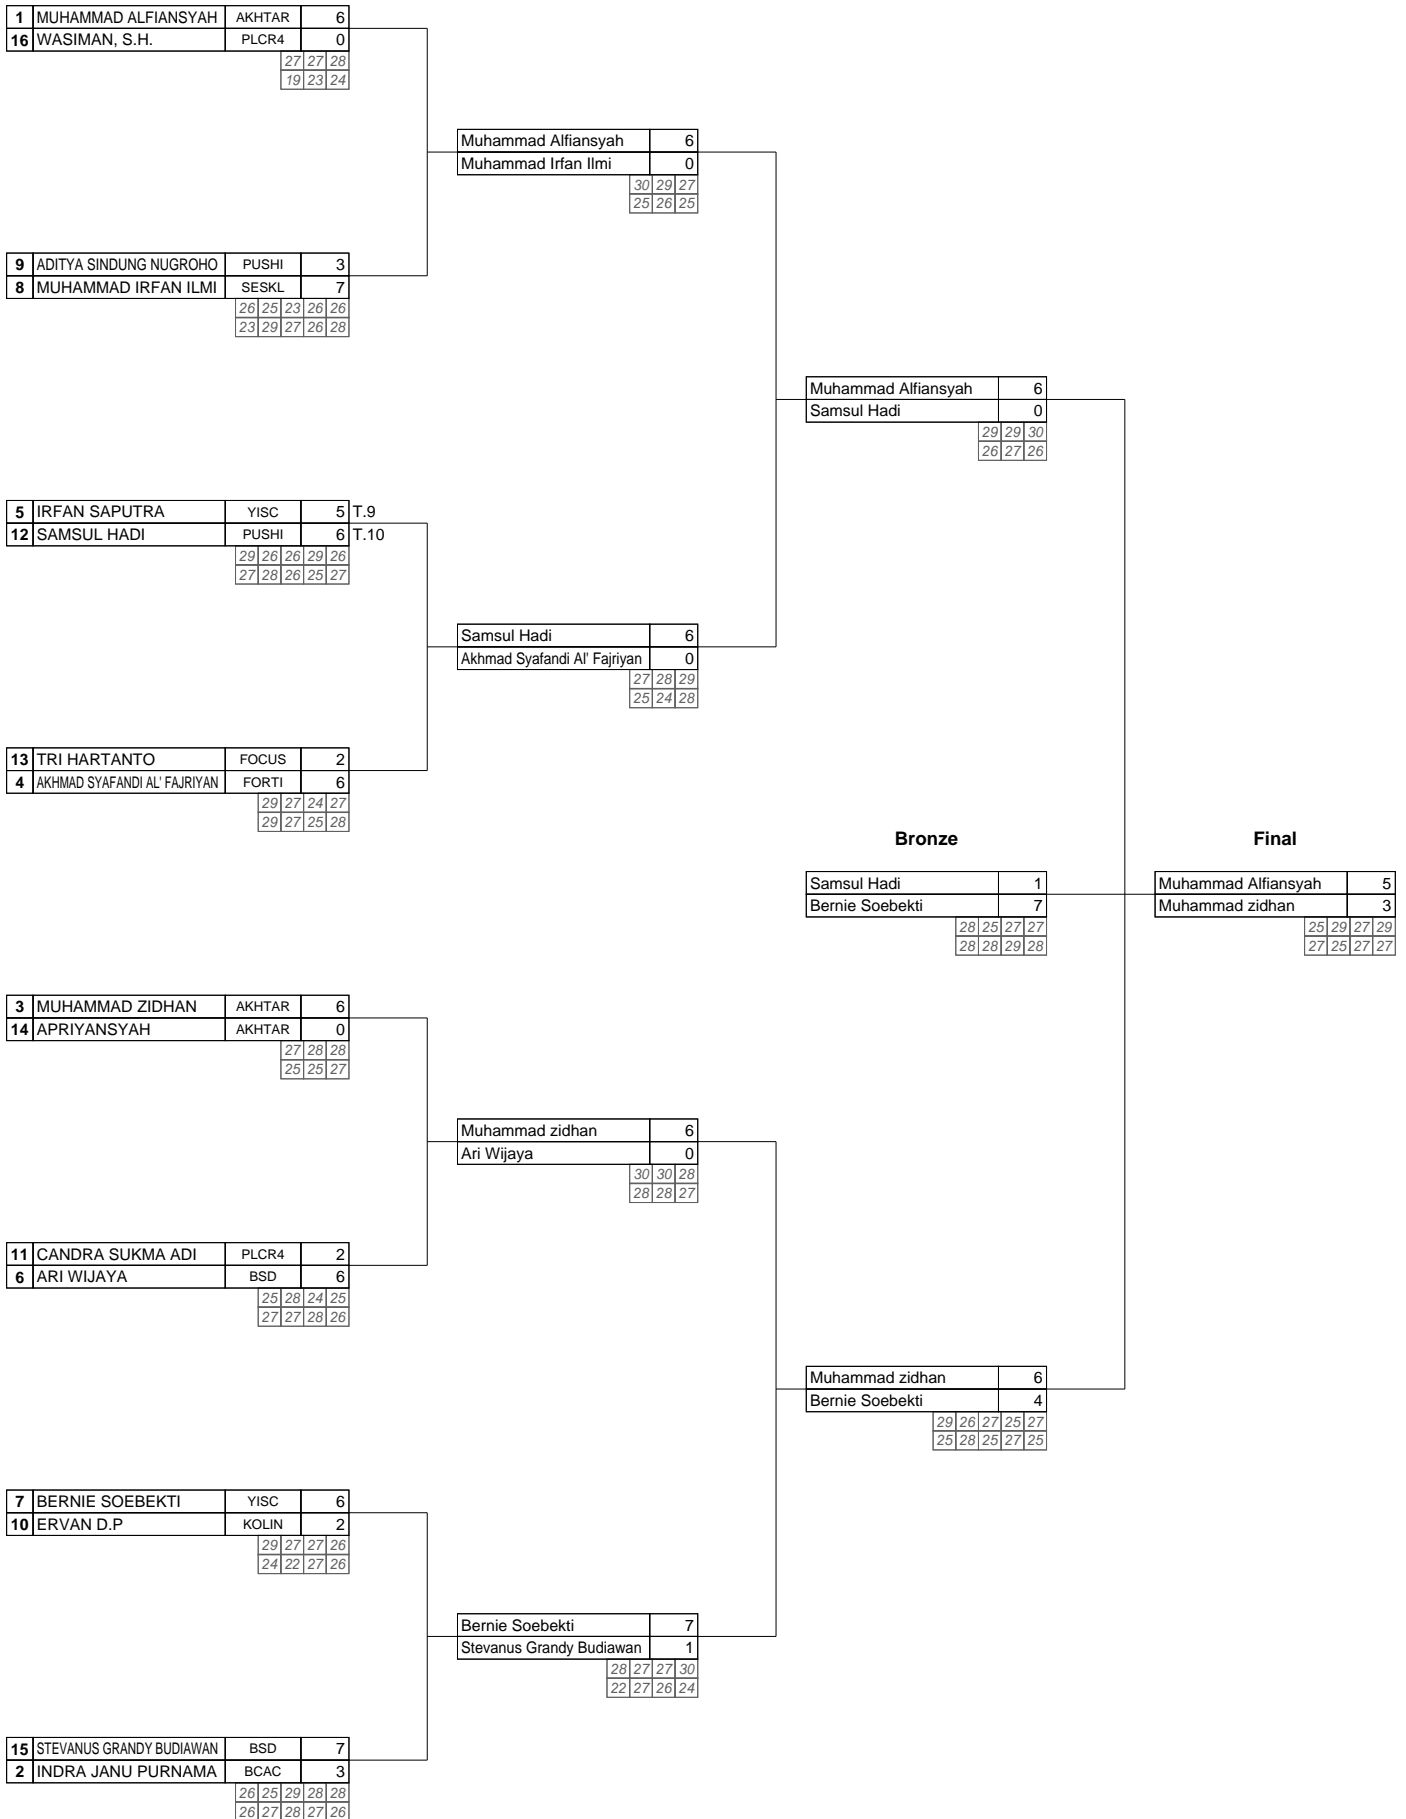 1 MUHAMMAD ALFIANSYAH AKHTAR 6
16 WASIMAN, S.H. PLCR4 0
27 27 28
19 23 24
Muhammad Alfiansyah 6
Muhammad Irfan Ilmi 0
30 29 27
25 26 25
9 ADITYA SINDUNG NUGROHO PUSHI 3
8 MUHAMMAD IRFAN ILMI SESKL 7
26 25 23 26 26
23 29 27 26 28
Muhammad Alfiansyah 6
Samsul Hadi 0
29 29 30
26 27 26
5 IRFAN SAPUTRA YISC 5 T.9
12 SAMSUL HADI PUSHI 6 T.10
29 26 26 29 26
27 28 26 25 27
Samsul Hadi 6
Akhmad Syafandi Al' Fajriyan 0
27 28 29
25 24 28
13 TRI HARTANTO FOCUS 2
4 AKHMAD SYAFANDI AL' FAJRIYAN FORTI 6
29 27 24 27
29 27 25 28
Bronze Final
Samsul Hadi 1 Muhammad Alfiansyah 5
Bernie Soebekti 7 Muhammad zidhan 3
28 25 27 27 25 29 27 29
28 28 29 28 27 25 27 27
3 MUHAMMAD ZIDHAN AKHTAR 6
14 APRIYANSYAH AKHTAR 0
27 28 28
25 25 27
Muhammad zidhan 6
Ari Wijaya 0
30 30 28
28 28 27
11 CANDRA SUKMA ADI PLCR4 2
6 ARI WIJAYA BSD 6
25 28 24 25
27 27 28 26
Muhammad zidhan 6
Bernie Soebekti 4
29 26 27 25 27
25 28 25 27 25
7 BERNIE SOEBEKTI YISC 6
10 ERVAN D.P KOLIN 2
29 27 27 26
24 22 27 26
Bernie Soebekti 7
Stevanus Grandy Budiawan 1
28 27 27 30
22 27 26 24
15 STEVANUS GRANDY BUDIAWAN BSD 7
2 INDRA JANU PURNAMA BCAC 3
26 25 29 28 28
26 27 28 27 26